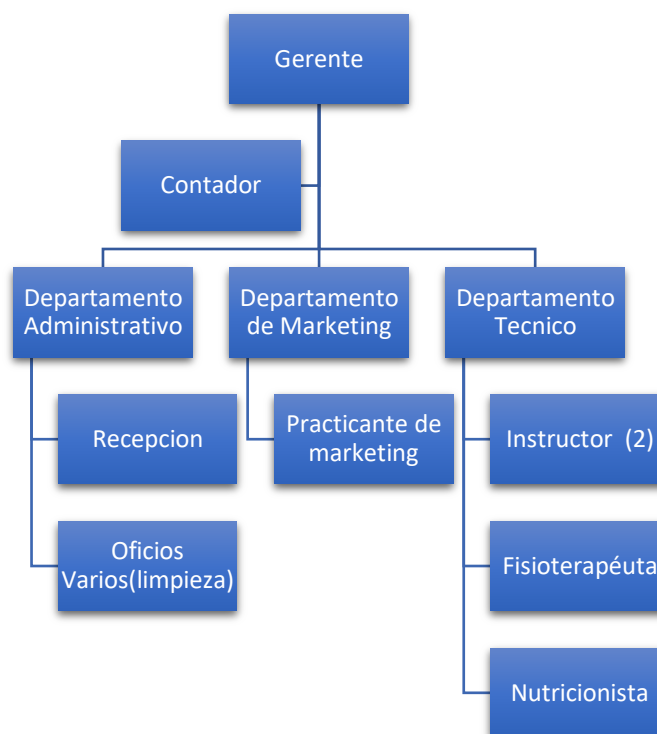 Gerente
Contador
Departamento
Administrativo
Departamento
de Marketing
Departamento
Tecnico
Recepcion
Practicante de
marketing
Instructor (2)
Oficios
Varios(limpieza)
Fisioterapéuta
Nutricionista